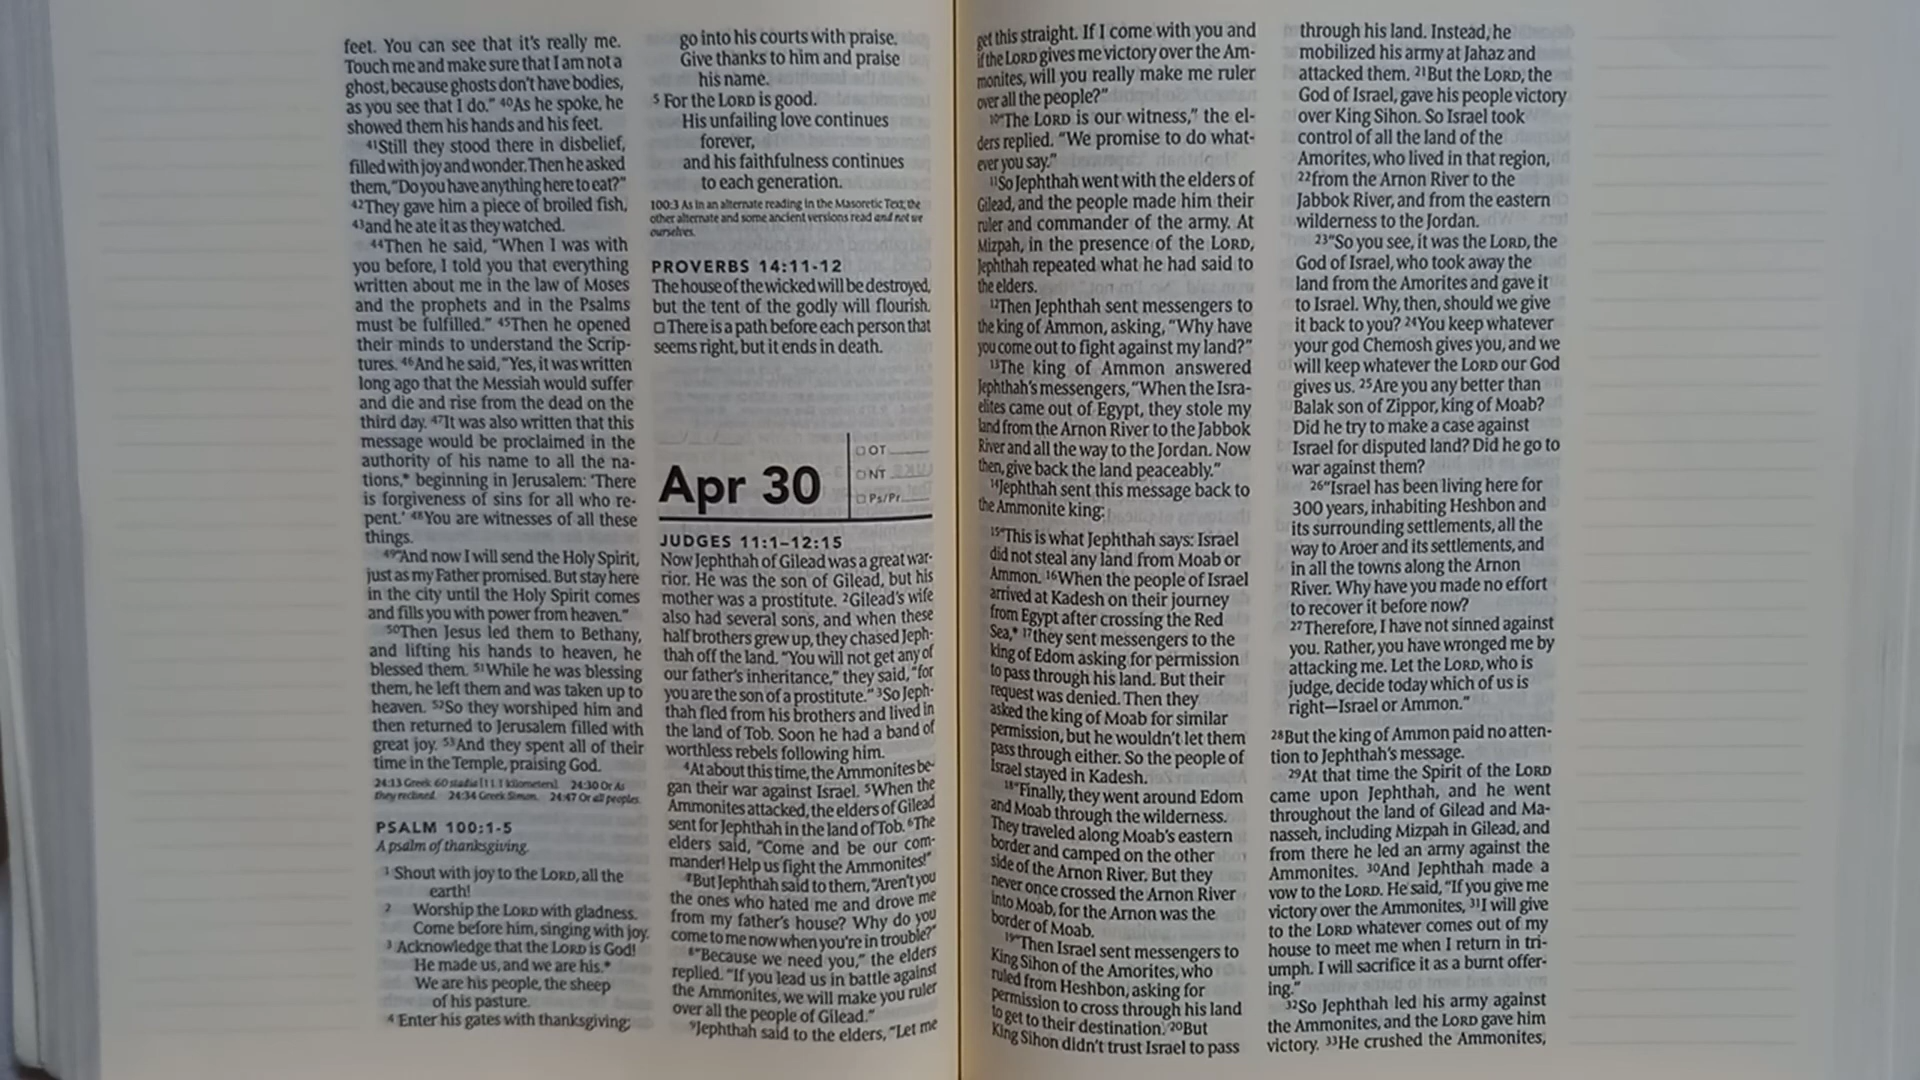 feet. You can see that it's really me.
Touch me and make sure that I am not a
ghost, because ghosts don't have bodies,
as you see that I do." 40As he spoke, he
showed them his hands and his feet.
41Still they stood there in disbelief,
filled with joy and wonder. Then he asked
them, "Do you have anything here to eat?"
42They gave him a piece of broiled fish,
43and he ate it as they watched.
44Then he said, "When I was with
you before, I told you that everything
written about me in the law of Moses
and the prophets and in the Psalms
must be fulfilled." 45Then he opened
their minds to understand the Scrip-
tures. 46And he said, "Yes, it was written
long ago that the Messiah would suffer
and die and rise from the dead on the
third day. 47It was also written that this
message would be proclaimed in the
authority of his name to all the na-
tions,* beginning in Jerusalem: 'There
is forgiveness of sins for all who re-
pent.' 48You are witnesses of all these
things.
49"And now I will send the Holy Spirit,
just as my Father promised. But stay here
in the city until the Holy Spirit comes
and fills you with power from heaven."
50Then Jesus led them to Bethany,
and lifting his hands to heaven, he
blessed them. 51While he was blessing
them, he left them and was taken up to
heaven. 52So they worshiped him and
then returned to Jerusalem filled with
great joy. 53And they spent all of their
time in the Temple, praising God.
24:13 Greek 60 stadia [11.1 kilometers]. 24:30 Or As
they reclined. 24:34 Greek Simon. 24:47 Or all peoples.
PSALM 100:1-5
A psalm of thanksgiving.
1 Shout with joy to the LORD, all the
earth!
2 Worship the LORD with gladness.
Come before him, singing with joy.
3 Acknowledge that the LORD is God!
He made us, and we are his.*
We are his people, the sheep
of his pasture.
4 Enter his gates with thanksgiving;
go into his courts with praise.
Give thanks to him and praise
his name.
5 For the LORD is good.
His unfailing love continues
forever,
and his faithfulness continues
to each generation.
100:3 As in an alternate reading in the Masoretic Text; the
other alternate and some ancient versions read and not we
ourselves.
PROVERBS 14:11-12
The house of the wicked will be destroyed,
but the tent of the godly will flourish.
□ There is a path before each person that
seems right, but it ends in death.
Apr 30
□ OT
□ NT
□ Ps/Pr
JUDGES 11:1–12:15
Now Jephthah of Gilead was a great war-
rior. He was the son of Gilead, but his
mother was a prostitute. 2Gilead's wife
also had several sons, and when these
half brothers grew up, they chased Jeph-
thah off the land. "You will not get any of
our father's inheritance," they said, "for
you are the son of a prostitute." 3So Jeph-
thah fled from his brothers and lived in
the land of Tob. Soon he had a band of
worthless rebels following him.
4At about this time, the Ammonites be-
gan their war against Israel. 5When the
Ammonites attacked, the elders of Gilead
sent for Jephthah in the land of Tob. 6The
elders said, "Come and be our com-
mander! Help us fight the Ammonites!"
7But Jephthah said to them, "Aren't you
the ones who hated me and drove me
from my father's house? Why do you
come to me now when you're in trouble?"
8"Because we need you," the elders
replied. "If you lead us in battle against
the Ammonites, we will make you ruler
over all the people of Gilead."
9Jephthah said to the elders, "Let me
get this straight. If I come with you and
if the LORD gives me victory over the Am-
monites, will you really make me ruler
over all the people?"
10"The LORD is our witness," the el-
ders replied. "We promise to do what-
ever you say."
11So Jephthah went with the elders of
Gilead, and the people made him their
ruler and commander of the army. At
Mizpah, in the presence of the LORD,
Jephthah repeated what he had said to
the elders.
12Then Jephthah sent messengers to
the king of Ammon, asking, "Why have
you come out to fight against my land?"
13The king of Ammon answered
Jephthah's messengers, "When the Isra-
elites came out of Egypt, they stole my
land from the Arnon River to the Jabbok
River and all the way to the Jordan. Now
then, give back the land peaceably."
14Jephthah sent this message back to
the Ammonite king:
15"This is what Jephthah says: Israel
did not steal any land from Moab or
Ammon. 16When the people of Israel
arrived at Kadesh on their journey
from Egypt after crossing the Red
Sea,* 17they sent messengers to the
king of Edom asking for permission
to pass through his land. But their
request was denied. Then they
asked the king of Moab for similar
permission, but he wouldn't let them
pass through either. So the people of
Israel stayed in Kadesh.
18"Finally, they went around Edom
and Moab through the wilderness.
They traveled along Moab's eastern
border and camped on the other
side of the Arnon River. But they
never once crossed the Arnon River
into Moab, for the Arnon was the
border of Moab.
19"Then Israel sent messengers to
King Sihon of the Amorites, who
ruled from Heshbon, asking for
permission to cross through his land
to get to their destination. 20But
King Sihon didn't trust Israel to pass
through his land. Instead, he
mobilized his army at Jahaz and
attacked them. 21But the LORD, the
God of Israel, gave his people victory
over King Sihon. So Israel took
control of all the land of the
Amorites, who lived in that region,
22from the Arnon River to the
Jabbok River, and from the eastern
wilderness to the Jordan.
23"So you see, it was the LORD, the
God of Israel, who took away the
land from the Amorites and gave it
to Israel. Why, then, should we give
it back to you? 24You keep whatever
your god Chemosh gives you, and we
will keep whatever the LORD our God
gives us. 25Are you any better than
Balak son of Zippor, king of Moab?
Did he try to make a case against
Israel for disputed land? Did he go to
war against them?
26"Israel has been living here for
300 years, inhabiting Heshbon and
its surrounding settlements, all the
way to Aroer and its settlements, and
in all the towns along the Arnon
River. Why have you made no effort
to recover it before now?
27Therefore, I have not sinned against
you. Rather, you have wronged me by
attacking me. Let the LORD, who is
judge, decide today which of us is
right—Israel or Ammon."
28But the king of Ammon paid no atten-
tion to Jephthah's message.
29At that time the Spirit of the LORD
came upon Jephthah, and he went
throughout the land of Gilead and Ma-
nasseh, including Mizpah in Gilead, and
from there he led an army against the
Ammonites. 30And Jephthah made a
vow to the LORD. He said, "If you give me
victory over the Ammonites, 31I will give
to the LORD whatever comes out of my
house to meet me when I return in tri-
umph. I will sacrifice it as a burnt offer-
ing."
32So Jephthah led his army against
the Ammonites, and the LORD gave him
victory. 33He crushed the Ammonites,